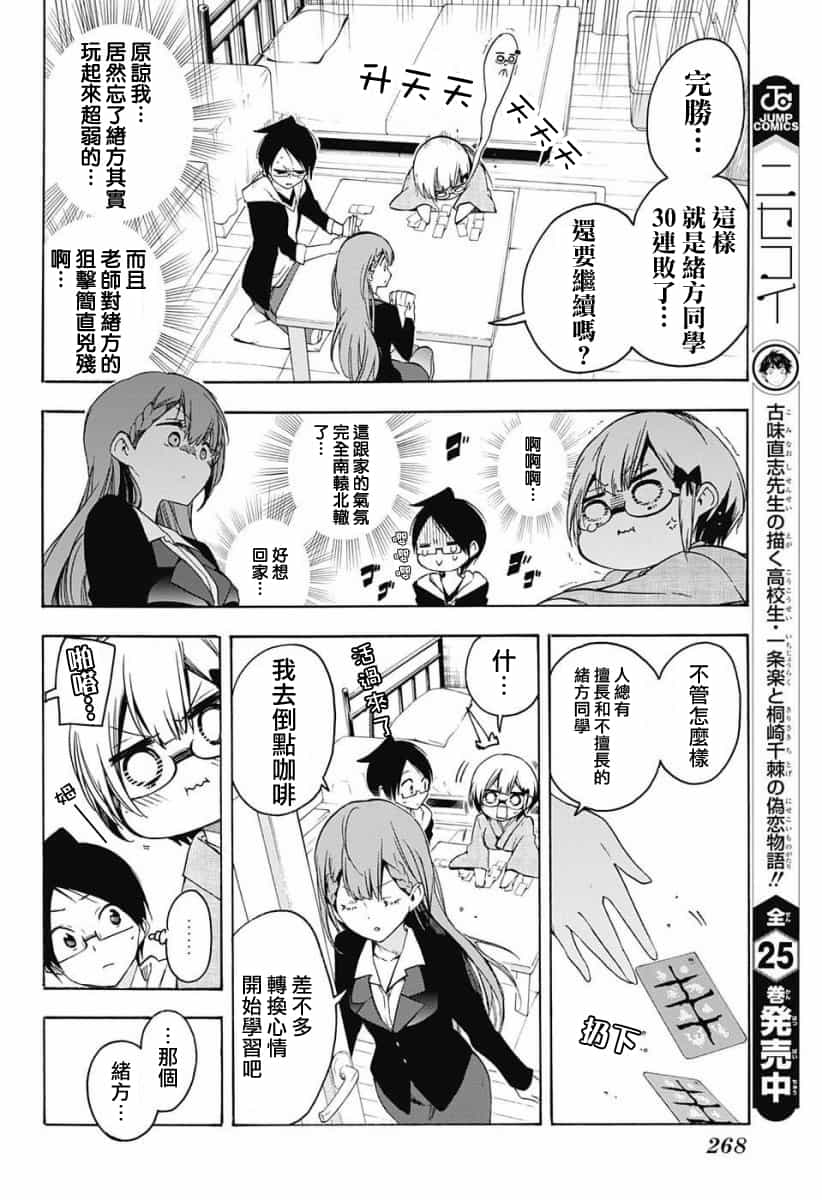 完勝…
這樣
就是緒方同學
30連敗了…
還要繼續嗎？
升天天
天天天
原諒我…
居然忘了緒方其實
玩起來超弱的…
而且
老師對緒方的
狙擊簡直兇殘
啊…
啊啊啊…
這跟家的氣氛
完全南轅北轍
了…
好想
回家…
嘤嘤嘤
不管怎麼樣
人總有
擅長和不擅長的
緒方同學
扔下
什…
活過來了
我去倒點咖啡
差不多
轉換心情
開始學習吧
啪嗒…
姆
……
…那個
緒方…
JC
JUMP
COMICS
ニセコイ
古味直志先生の描く高校生・一条楽と桐崎千棘の偽恋物語!!
全25巻発売中
268